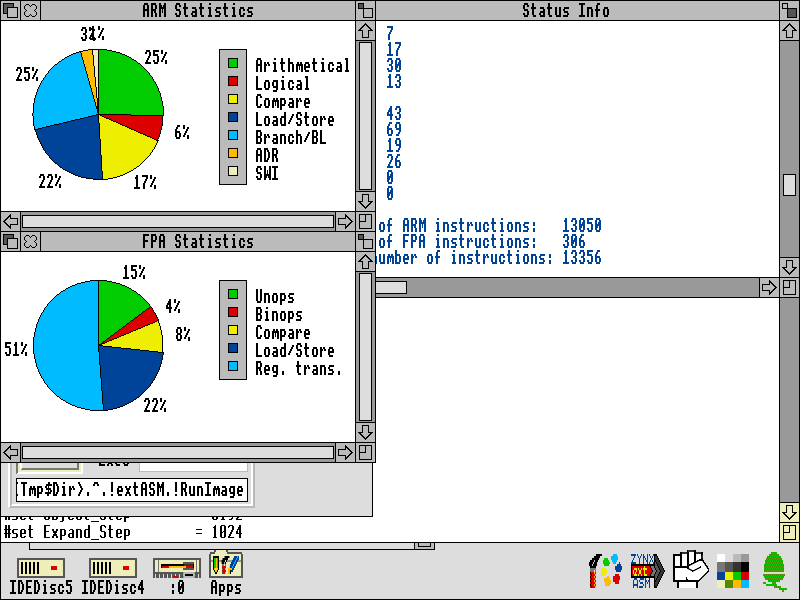 ARM Statistics
3%
1%
25%
25%
6%
22%
17%
Arithmetical
Logical
Compare
Load/Store
Branch/BL
ADR
SWI
FPA Statistics
15%
4%
8%
51%
22%
Unops
Binops
Compare
Load/Store
Reg. trans.
Status Info
7
17
30
13
43
69
19
26
0
0
of ARM instructions: 13050
of FPA instructions: 306
number of instructions: 13356
Tmp$Dir>.^.!extASM.!RunImage
#set Expand_Step = 1024
IDEDisc5
IDEDisc4
:0
Apps
ZYNX
ext
ASM